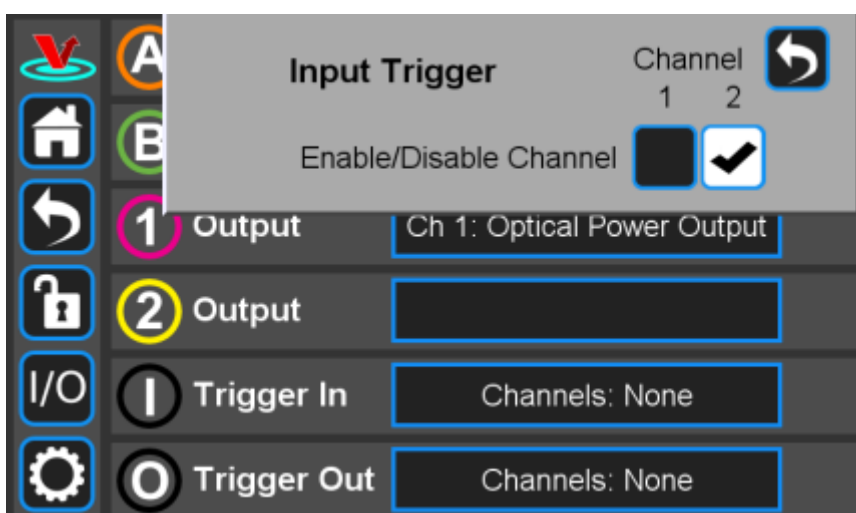 A
Input Trigger
Channel
1 2
B
Enable/Disable Channel
1 Output
Ch 1: Optical Power Output
2 Output
I/O
I Trigger In
Channels: None
O Trigger Out
Channels: None